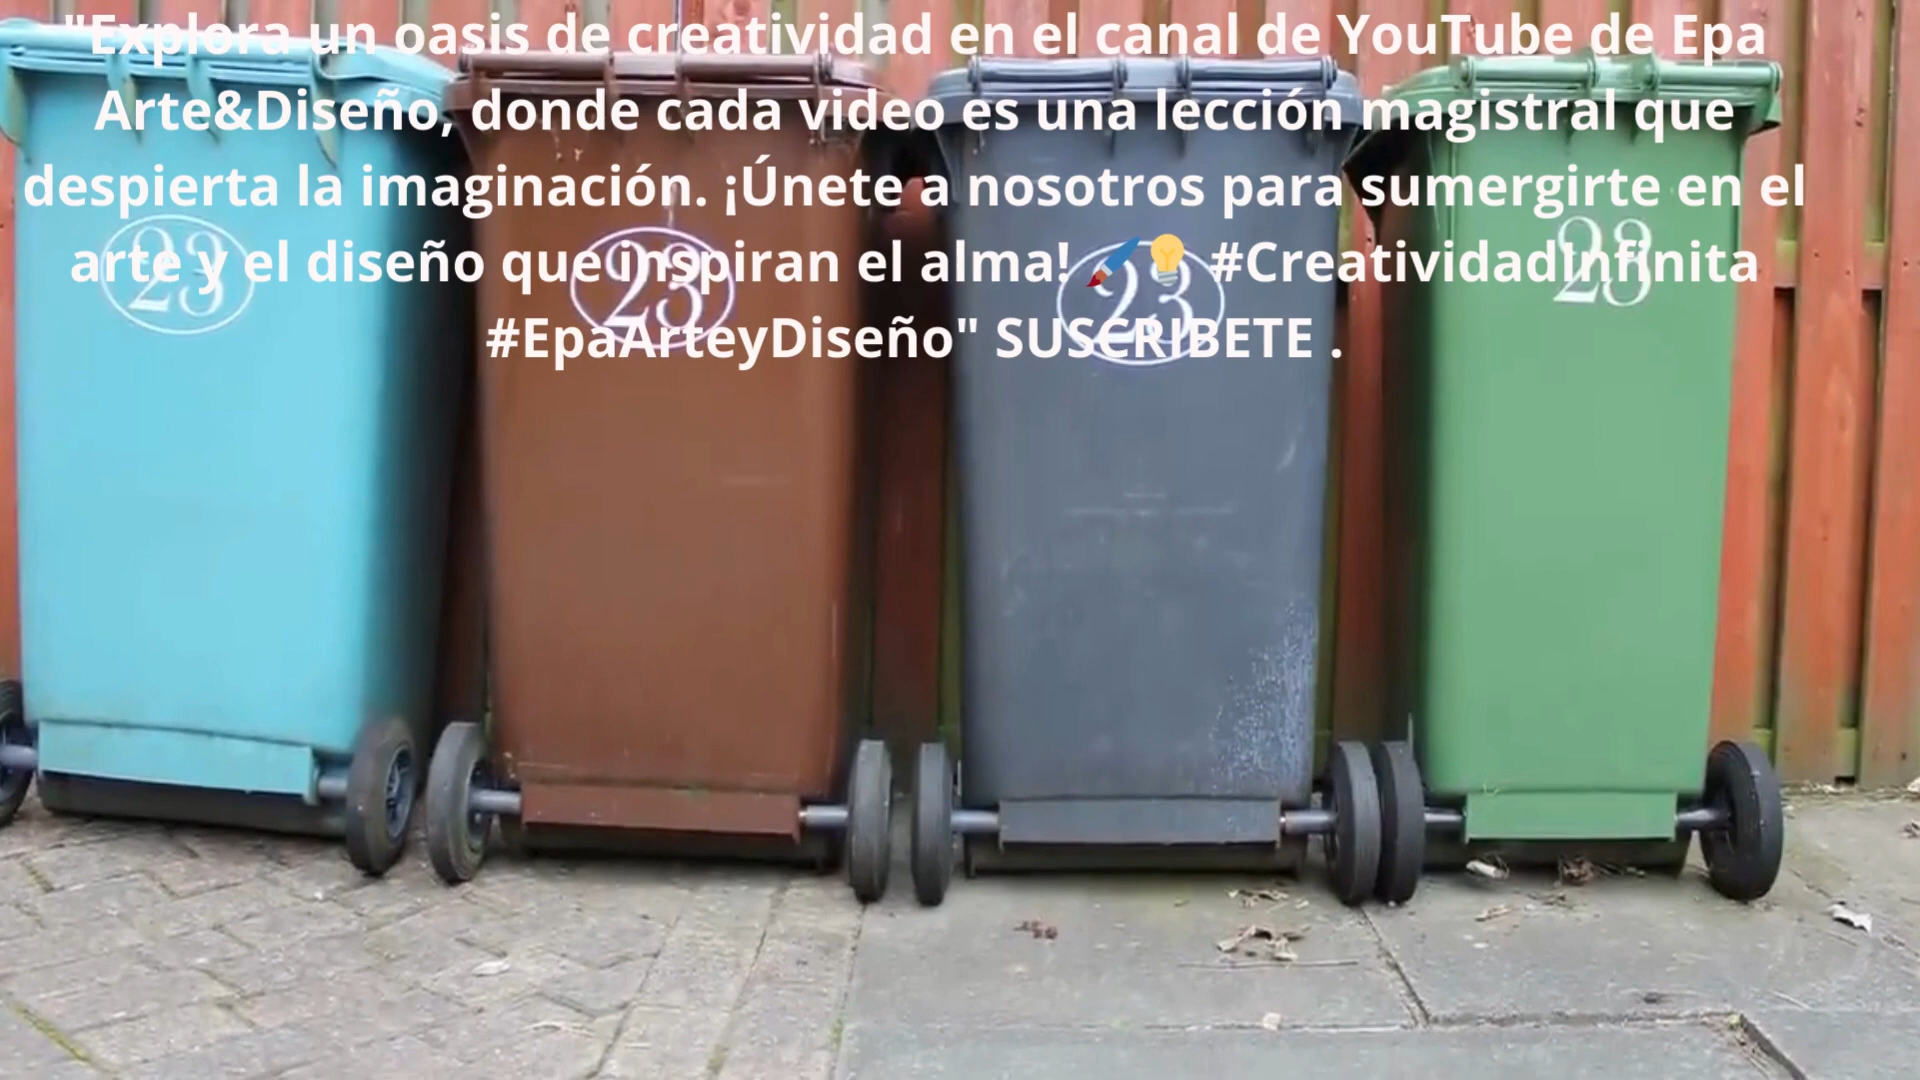 "Explora un oasis de creatividad en el canal de YouTube de Epa
Arte&Diseño, donde cada video es una lección magistral que
despierta la imaginación. ¡Únete a nosotros para sumergirte en el
arte y el diseño que inspiran el alma! 🖌️💡 #CreatividadInfinita
#EpaArteyDiseño" SUSCRIBETE .
23
23
23
23